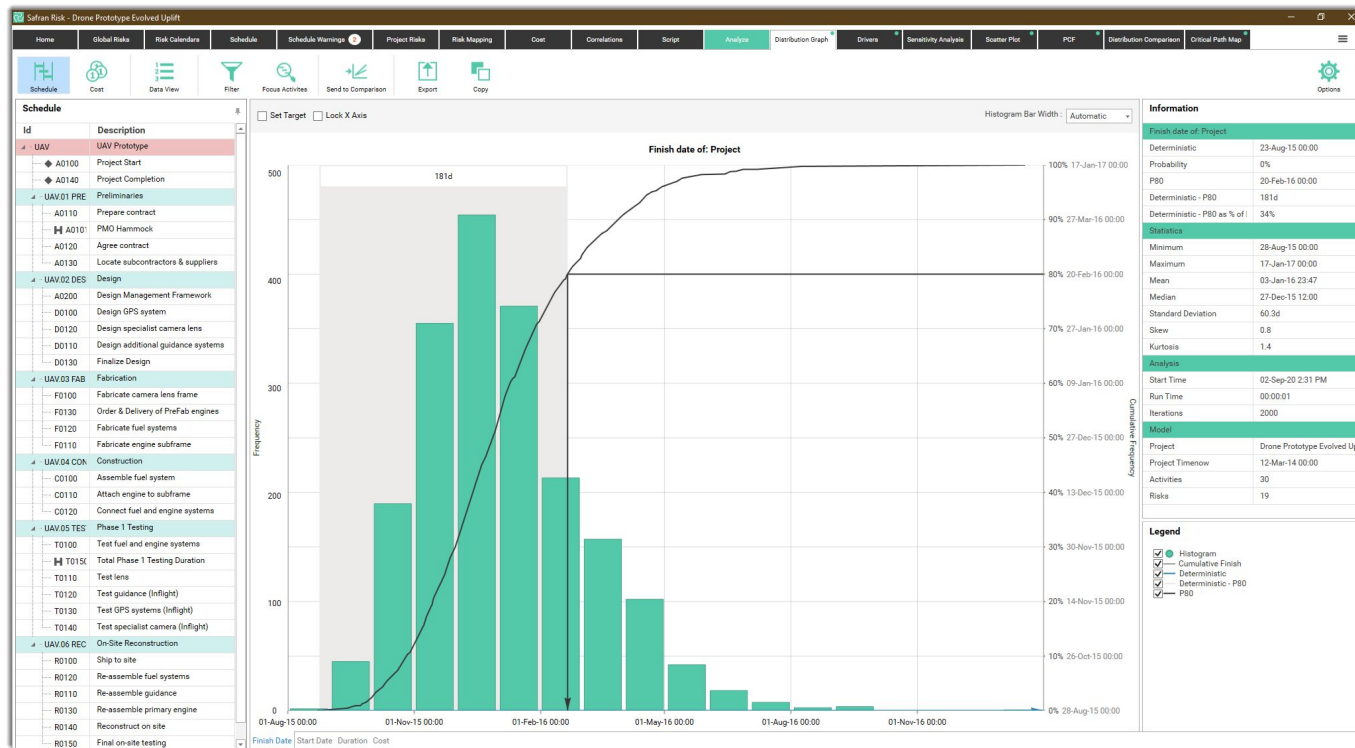 Safran Risk - Drone Prototype Evolved Uplift
Home Global Risks Risk Calendars Schedule Schedule Warnings 2 Project Risks Risk Mapping Cost Correlations Script Analyze Distribution Graph Drivers Sensitivity Analysis Scatter Plot PCF Distribution Comparison Critical Path Map
Schedule Cost Data View Filter Focus Activites Send to Comparison Export Copy Options
Schedule
Id Description
UAV UAV Prototype
A0100 Project Start
A0140 Project Completion
UAV.01 PRE Preliminaries
A0110 Prepare contract
A0101 PMO Hammock
A0120 Agree contract
A0130 Locate subcontractors & suppliers
UAV.02 DES Design
A0200 Design Management Framework
D0100 Design GPS system
D0120 Design specialist camera lens
D0110 Design additional guidance systems
D0130 Finalize Design
UAV.03 FAB Fabrication
F0100 Fabricate camera lens frame
F0130 Order & Delivery of PreFab engines
F0120 Fabricate fuel systems
F0110 Fabricate engine subframe
UAV.04 CON Construction
C0100 Assemble fuel system
C0110 Attach engine to subframe
C0120 Connect fuel and engine systems
UAV.05 TES Phase 1 Testing
T0100 Test fuel and engine systems
T0150 Total Phase 1 Testing Duration
T0110 Test lens
T0120 Test guidance (Inflight)
T0130 Test GPS systems (Inflight)
T0140 Test specialist camera (Inflight)
UAV.06 REC On-Site Reconstruction
R0100 Ship to site
R0120 Re-assemble fuel systems
R0110 Re-assemble guidance
R0130 Re-assemble primary engine
R0140 Reconstruct on site
R0150 Final on-site testing
Set Target Lock X Axis Histogram Bar Width : Automatic
Finish date of: Project
181d
500
400
300
200
100
0
Frequency
100% 17-Jan-17 00:00
90% 27-Mar-16 00:00
80% 20-Feb-16 00:00
70% 27-Jan-16 00:00
60% 09-Jan-16 00:00
50% 27-Dec-15 00:00
40% 13-Dec-15 00:00
30% 30-Nov-15 00:00
20% 14-Nov-15 00:00
10% 26-Oct-15 00:00
0% 28-Aug-15 00:00
Cumulative Frequency
01-Aug-15 00:00 01-Nov-15 00:00 01-Feb-16 00:00 01-May-16 00:00 01-Aug-16 00:00 01-Nov-16 00:00
Finish Date Start Date Duration Cost
Information
Finish date of: Project
Deterministic 23-Aug-15 00:00
Probability 0%
P80 20-Feb-16 00:00
Deterministic - P80 181d
Deterministic - P80 as % of 34%
Statistics
Minimum 28-Aug-15 00:00
Maximum 17-Jan-17 00:00
Mean 03-Jan-16 23:47
Median 27-Dec-15 12:00
Standard Deviation 60.3d
Skew 0.8
Kurtosis 1.4
Analysis
Start Time 02-Sep-20 2:31 PM
Run Time 00:00:01
Iterations 2000
Model
Project Drone Prototype Evolved Up
Project Timenow 12-Mar-14 00:00
Activities 30
Risks 19
Legend
Histogram
Cumulative Finish
Deterministic
Deterministic - P80
P80